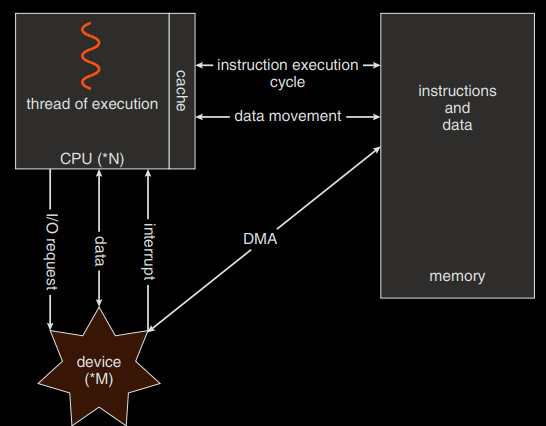 thread of execution
cache
CPU (*N)
instruction execution
cycle
data movement
instructions
and
data
memory
DMA
I/O request
data
interrupt
device
(*M)